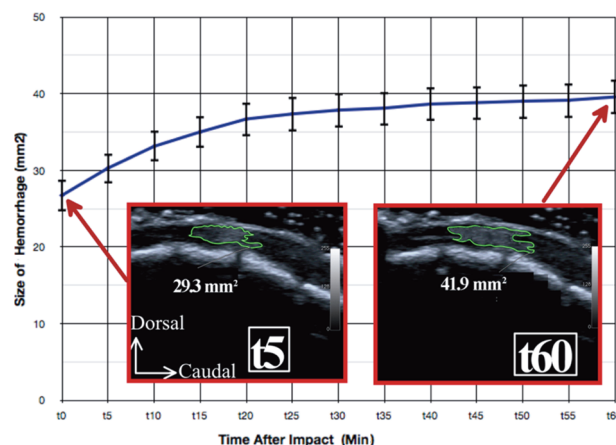 50
40
30
20
10
0
Size of Hemorrhage (mm2)
29.3 mm²
41.9 mm²
Dorsal
Caudal
t5
t60
t0 t5 t10 t15 t20 t25 t30 t35 t40 t45 t50 t55 t6
Time After Impact (Min)